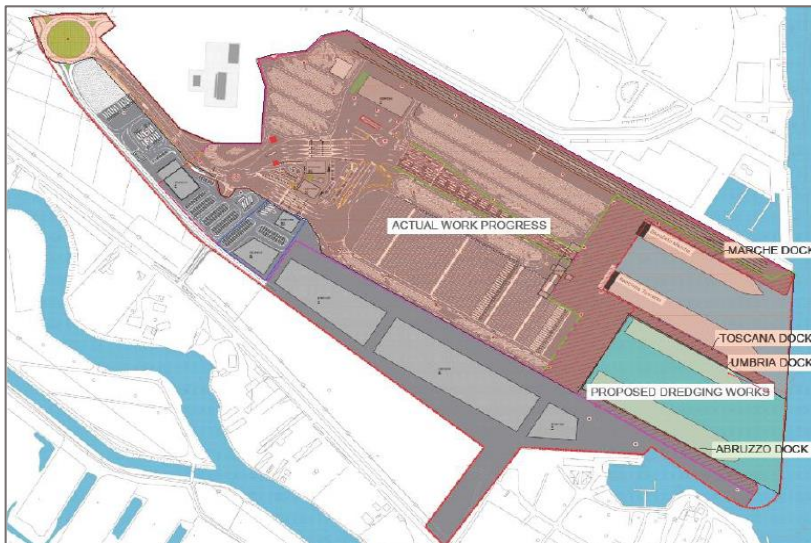 ACTUAL WORK PROGRESS
MARCHE DOCK
TOSCANA DOCK
UMBRIA DOCK
PROPOSED DREDGING WORKS
ABRUZZO DOCK